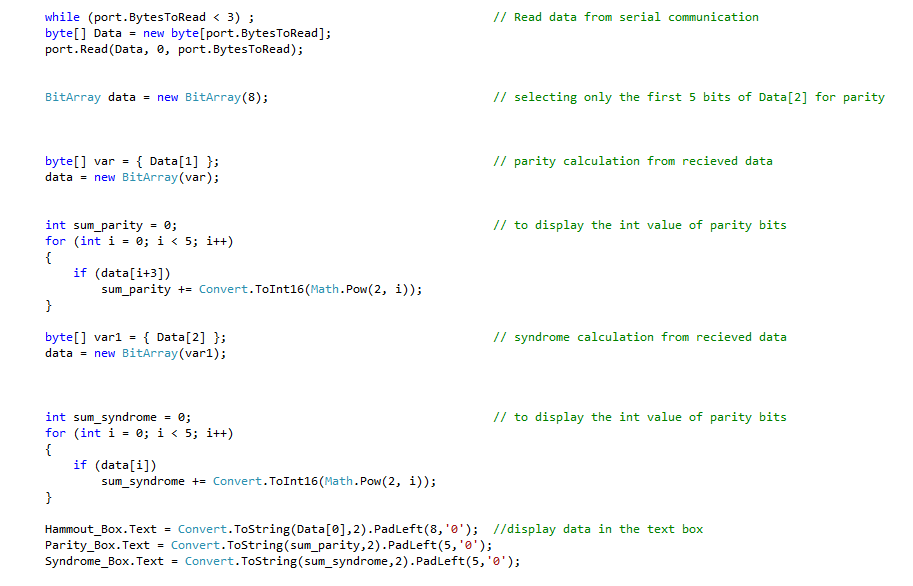 while (port.BytesToRead < 3) ; // Read data from serial communication
byte[] Data = new byte[port.BytesToRead];
port.Read(Data, 0, port.BytesToRead);
BitArray data = new BitArray(8); // selecting only the first 5 bits of Data[2] for parity
byte[] var = { Data[1] }; // parity calculation from recieved data
data = new BitArray(var);
int sum_parity = 0; // to display the int value of parity bits
for (int i = 0; i < 5; i++)
{
    if (data[i+3])
        sum_parity += Convert.ToInt16(Math.Pow(2, i));
}
byte[] var1 = { Data[2] }; // syndrome calculation from recieved data
data = new BitArray(var1);
int sum_syndrome = 0; // to display the int value of parity bits
for (int i = 0; i < 5; i++)
{
    if (data[i])
        sum_syndrome += Convert.ToInt16(Math.Pow(2, i));
}
Hammout_Box.Text = Convert.ToString(Data[0],2).PadLeft(8,'0'); //display data in the text box
Parity_Box.Text = Convert.ToString(sum_parity,2).PadLeft(5,'0');
Syndrome_Box.Text = Convert.ToString(sum_syndrome,2).PadLeft(5,'0');